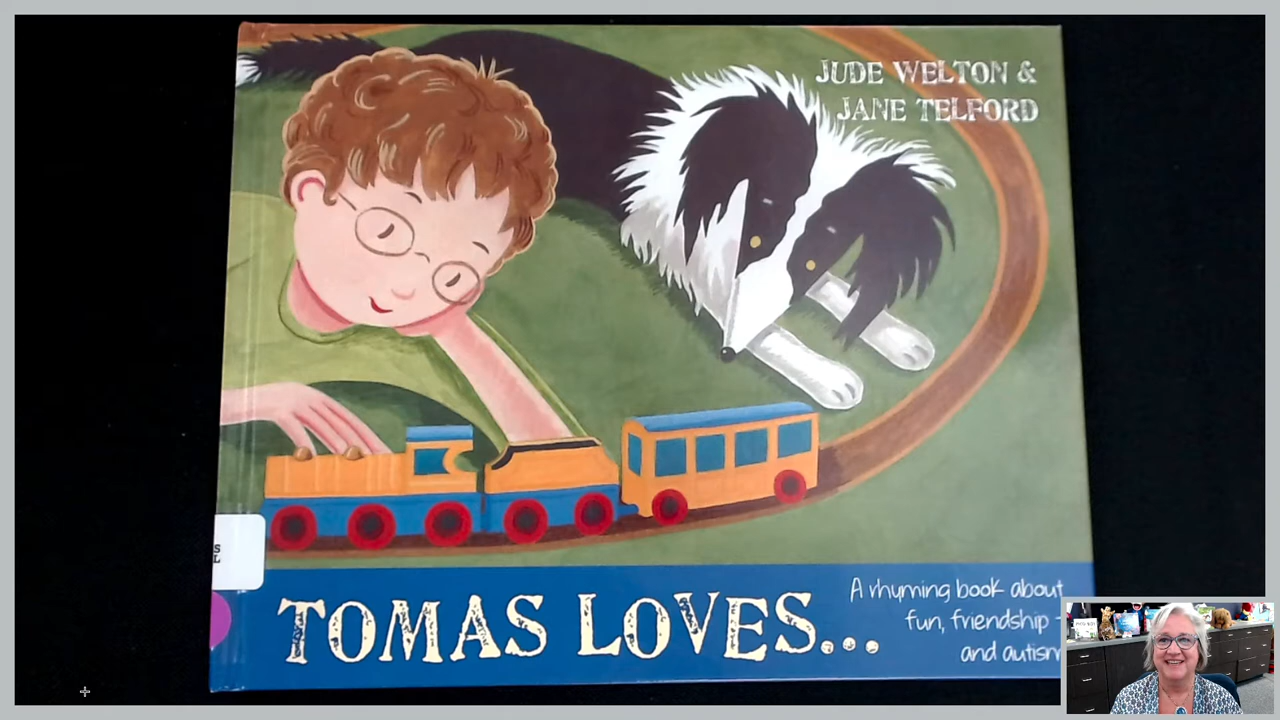 JUDE WELTON &
JANE TELFORD
S
L
TOMAS LOVES...
A rhyming book about
fun, friendship
and autism